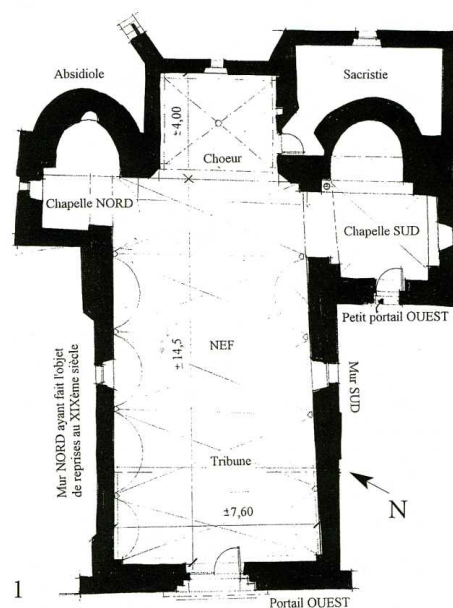 Absidiole
Sacristie
±4,00
Choeur
Chapelle NORD
Chapelle SUD
Petit portail OUEST
NEF
±14,5
Mur NORD ayant fait l'objet
de reprises au XIXème siècle
Mur SUD
Tribune
N
±7,60
1
Portail OUEST